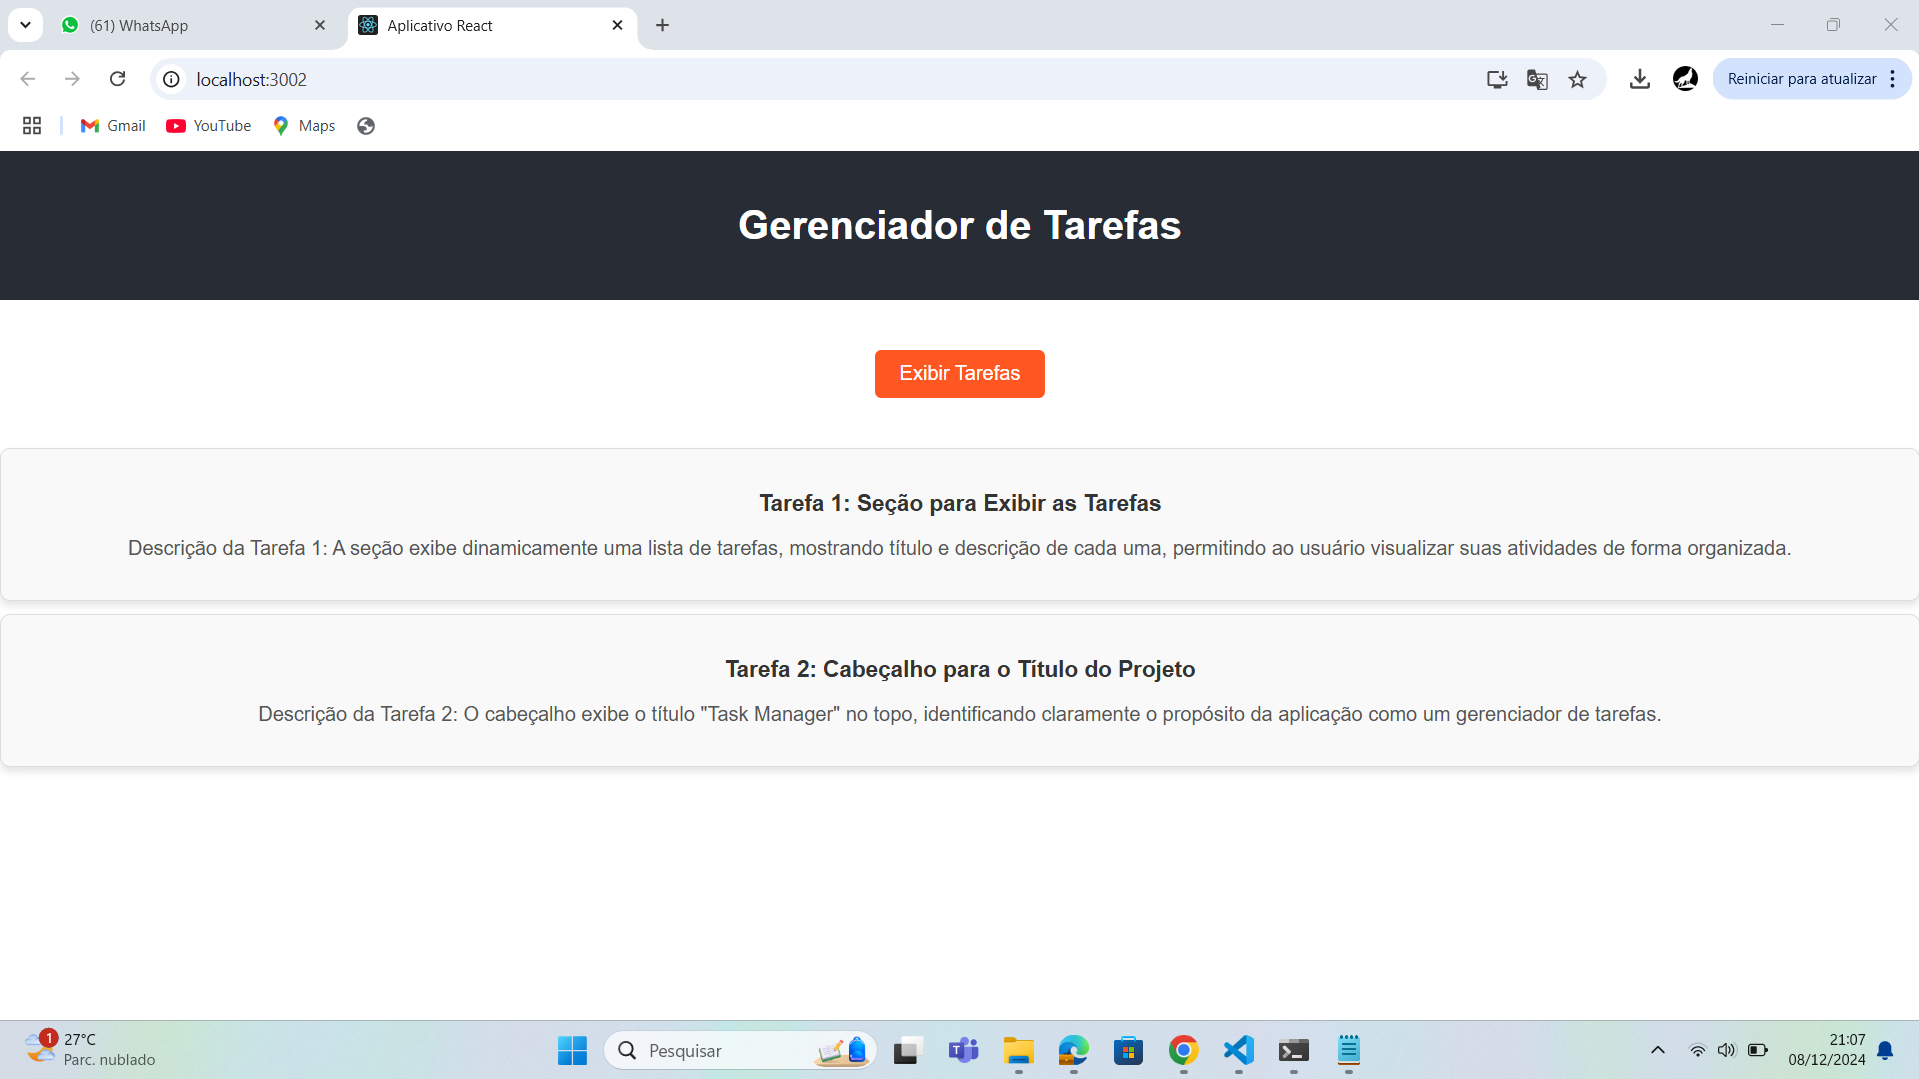 (61) WhatsApp
Aplicativo React
localhost:3002
Reiniciar para atualizar
Gmail
YouTube
Maps
Gerenciador de Tarefas
Exibir Tarefas
Tarefa 1: Seção para Exibir as Tarefas
Descrição da Tarefa 1: A seção exibe dinamicamente uma lista de tarefas, mostrando título e descrição de cada uma, permitindo ao usuário visualizar suas atividades de forma organizada.
Tarefa 2: Cabeçalho para o Título do Projeto
Descrição da Tarefa 2: O cabeçalho exibe o título "Task Manager" no topo, identificando claramente o propósito da aplicação como um gerenciador de tarefas.
1
27°C
Parc. nublado
Pesquisar
21:07
08/12/2024